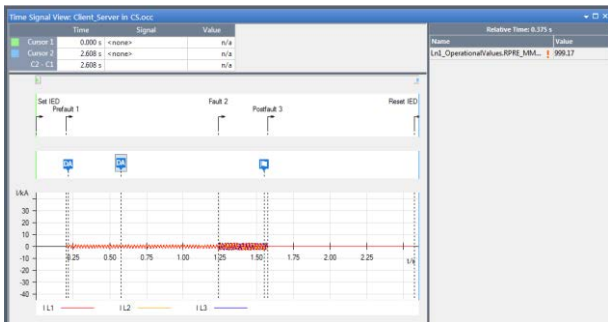 Time Signal View: Client_Server in CS.occ
Time Signal Value
Cursor 1 0.000 s <none> n/a
Cursor 2 2.608 s <none> n/a
C2 - C1 2.608 s n/a
Relative Time: 0.375 s
Name Value
Ln1_OperationalValues.RPRE_MM... 999.17
Set IED Fault 2 Reset IED
Prefault 1 Postfault 3
DA DA
I/kA
30
20
10
0
-10
-20
-30
-40
0.25 0.50 0.75 1.00 1.25 1.50 1.75 2.00 2.25 t/s
I L1 I L2 I L3